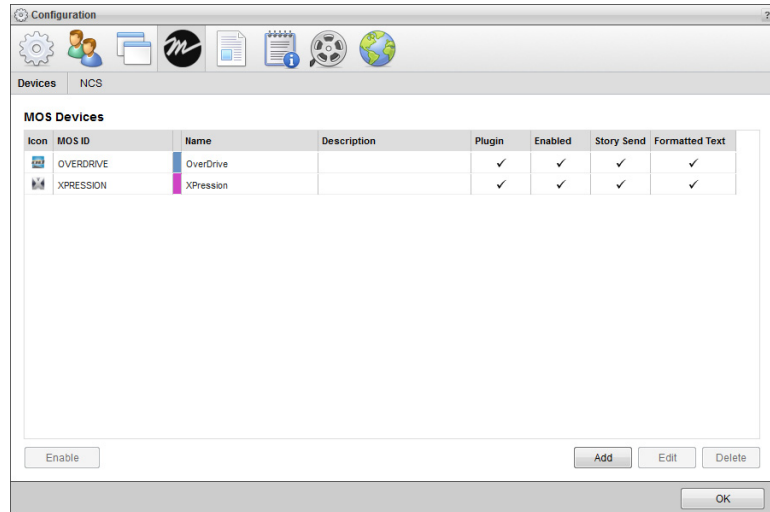 Configuration ?
Devices NCS
MOS Devices
Icon MOS ID Name Description Plugin Enabled Story Send Formatted Text
OVERDRIVE OverDrive ✓ ✓ ✓ ✓
XPRESSION XPression ✓ ✓ ✓ ✓
Enable Add Edit Delete
OK